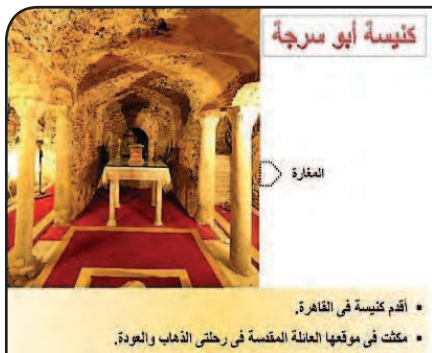 كنيسة أبو سرجة
المغارة
▪ أقدم كنيسة فى القاهرة.
▪ مكثت فى موقعها العائلة المقدسة فى رحلتى الذهاب والعودة.